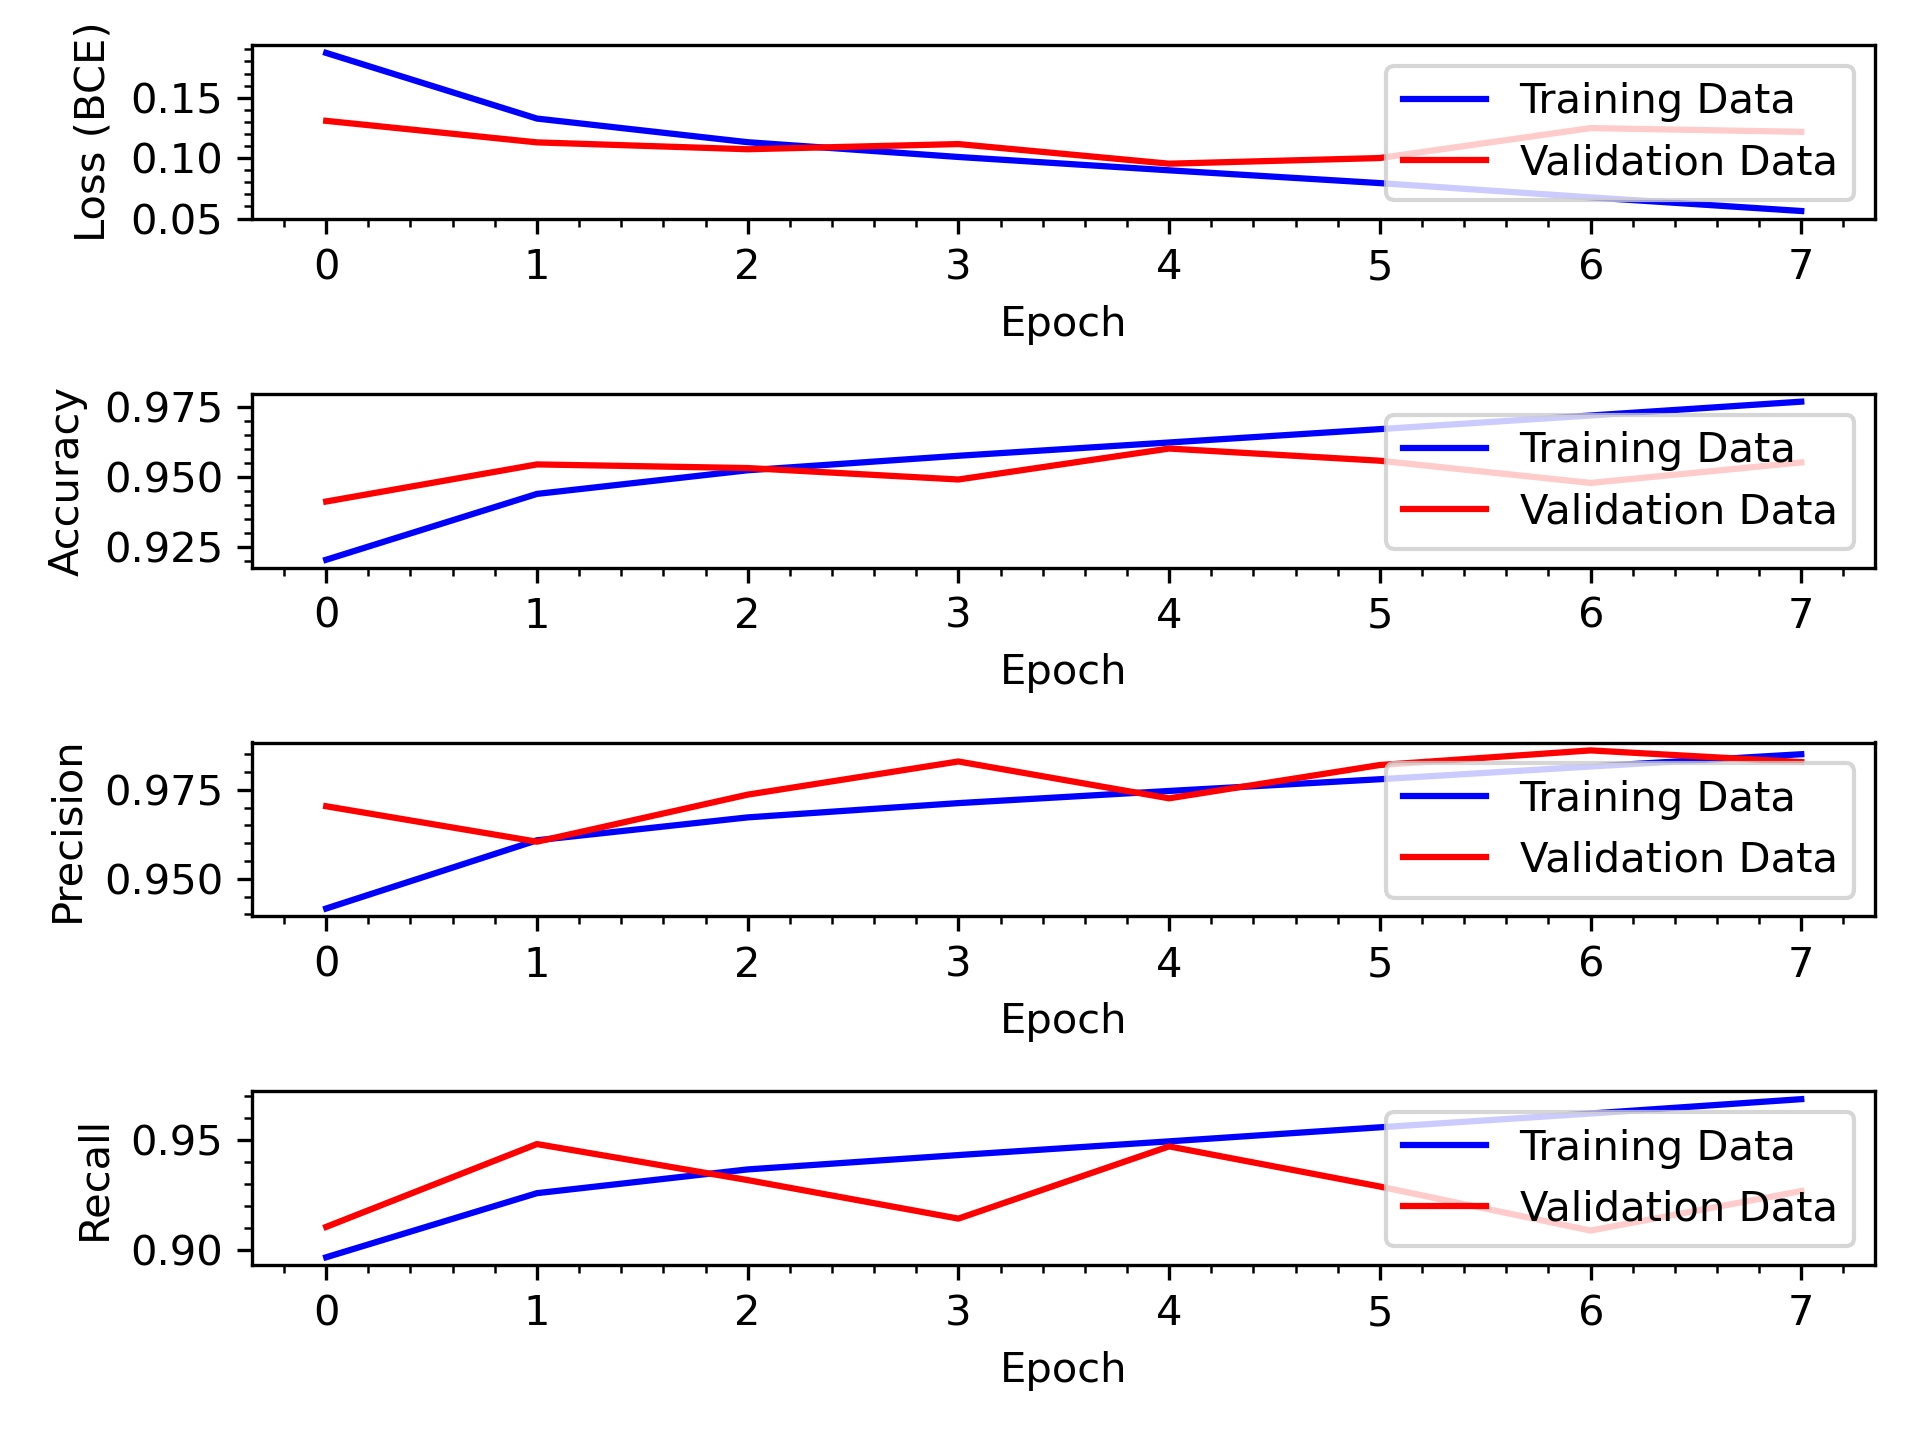 Loss (BCE)
0.15
0.10
0.05
Training Data
Validation Data
0 1 2 3 4 5 6 7
Epoch
Accuracy
0.975
0.950
0.925
Training Data
Validation Data
0 1 2 3 4 5 6 7
Epoch
Precision
0.975
0.950
Training Data
Validation Data
0 1 2 3 4 5 6 7
Epoch
Recall
0.95
0.90
Training Data
Validation Data
0 1 2 3 4 5 6 7
Epoch